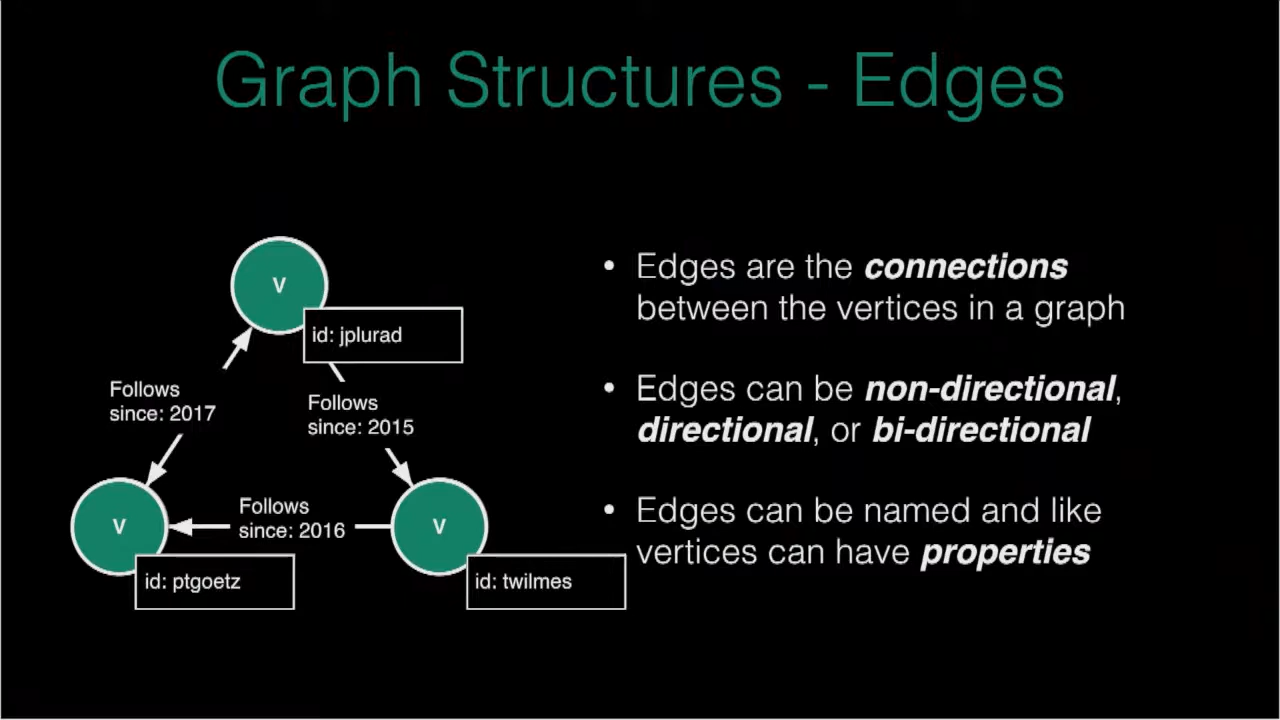 Graph Structures - Edges
V
id: jplurad
Follows
since: 2017
Follows
since: 2015
V
Follows
since: 2016
V
id: ptgoetz
id: twilmes
• Edges are the connections
between the vertices in a graph
• Edges can be non-directional,
directional, or bi-directional
• Edges can be named and like
vertices can have properties